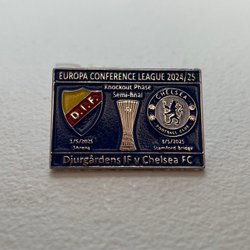 EUROPA CONFERENCE LEAGUE 2024/25
Knockout Phase
Semi-final
D.I.F.
CHELSEA
FOOTBALL CLUB
1/5/2025
8/5/2025
Stamford Bridge
Djurgårdens IF v Chelsea FC